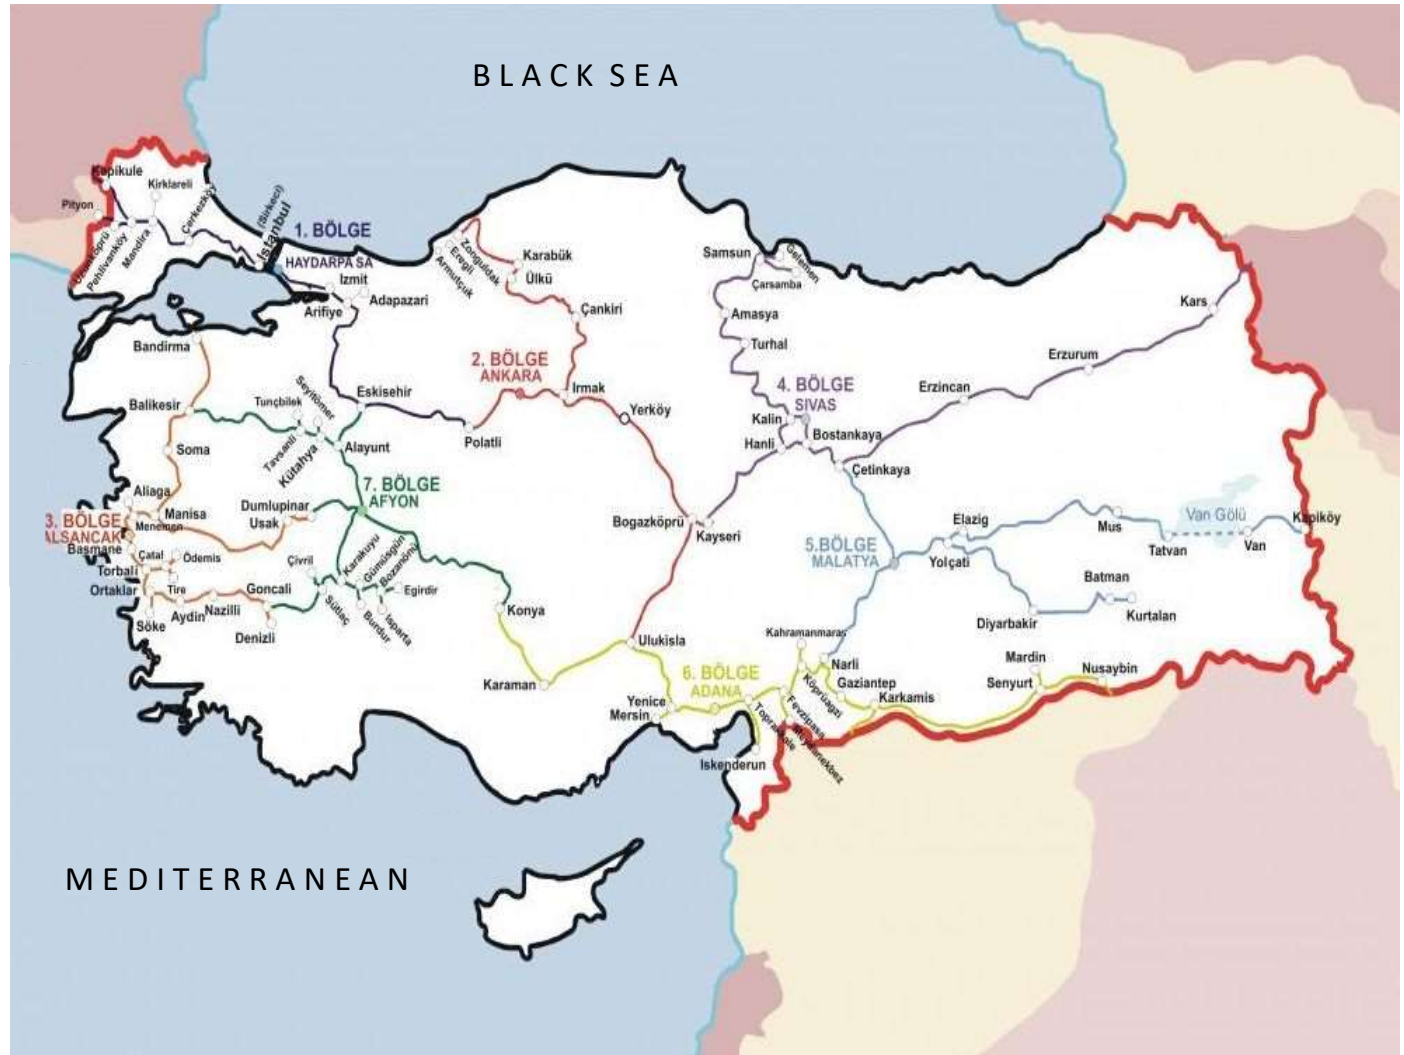 BLACK SEA
Kapikule
Kirklareli
Pityon
Uzunköprü
Pehlivanköy
Mandira
Çerkezköy
(Sirkeci)
Istanbul
1. BÖLGE
HAYDARPA SA
Izmit
Adapazari
Arifiye
Zonguldak
Eregli
Armutçuk
Karabük
Ülkü
Çankiri
Samsun
Gelemen
Çarsamba
Amasya
Turhal
Kars
Erzurum
Erzincan
Bandirma
2. BÖLGE
ANKARA
Irmak
Yerköy
Polatli
Eskisehir
Seyitömer
Tunçbilek
Balikesir
Tavsanli
Kütahya
Alayunt
Soma
4. BÖLGE
SIVAS
Kalin
Hanli
Bostankaya
Çetinkaya
7. BÖLGE
AFYON
Dumlupinar
Usak
Aliaga
Manisa
Menemen
3. BÖLGE
ALSANCAK
Basmane
Çatal
Ödemis
Torbali
Tire
Ortaklar
Söke
Aydin
Nazilli
Goncali
Denizli
Çivril
Sütlaç
Karakuyu
Gümüsgün
Bozanönü
Egirdir
Burdur
Isparta
Bogazköprü
Kayseri
5.BÖLGE
MALATYA
Elazig
Yolçati
Mus
Tatvan
Van Gölü
Van
Kapiköy
Batman
Kurtalan
Diyarbakir
Konya
Karaman
Ulukisla
Kahramanmaras
Narli
Köprüagzi
Gaziantep
Karkamis
Mardin
Senyurt
Nusaybin
6. BÖLGE
ADANA
Yenice
Mersin
Toprakkale
Fevzipasa
Meydanekbez
Iskenderun
MEDITERRANEAN